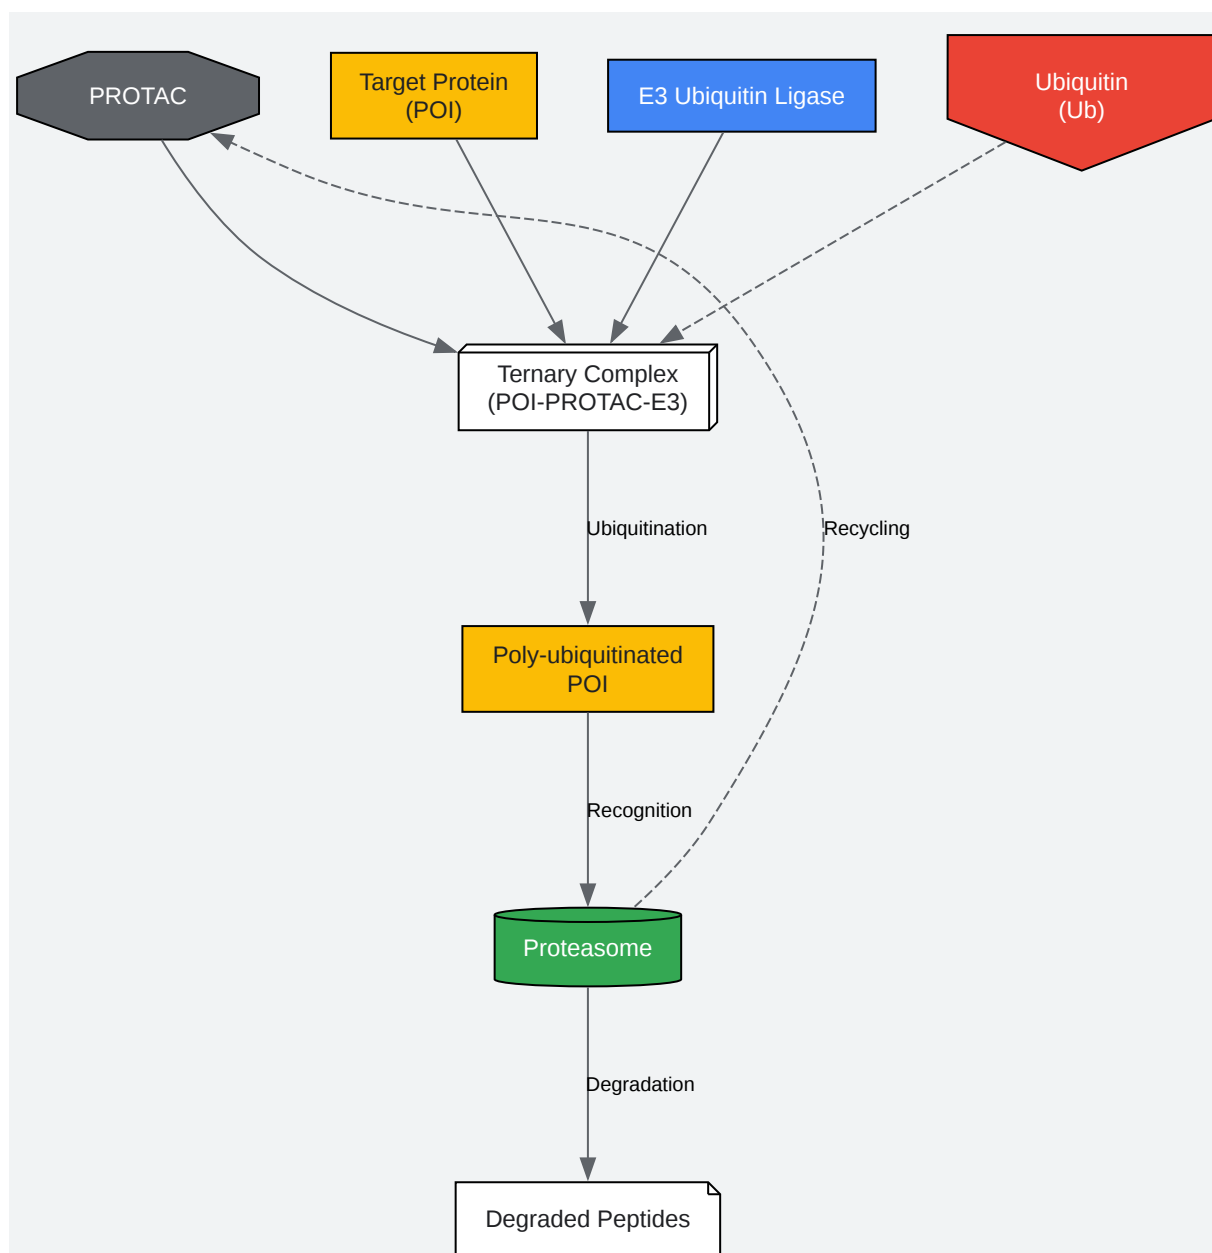 PROTAC
Target Protein
(POI)
E3 Ubiquitin Ligase
Ubiquitin
(Ub)
Ternary Complex
(POI-PROTAC-E3)
Ubiquitination
Recycling
Poly-ubiquitinated
POI
Recognition
Proteasome
Degradation
Degraded Peptides